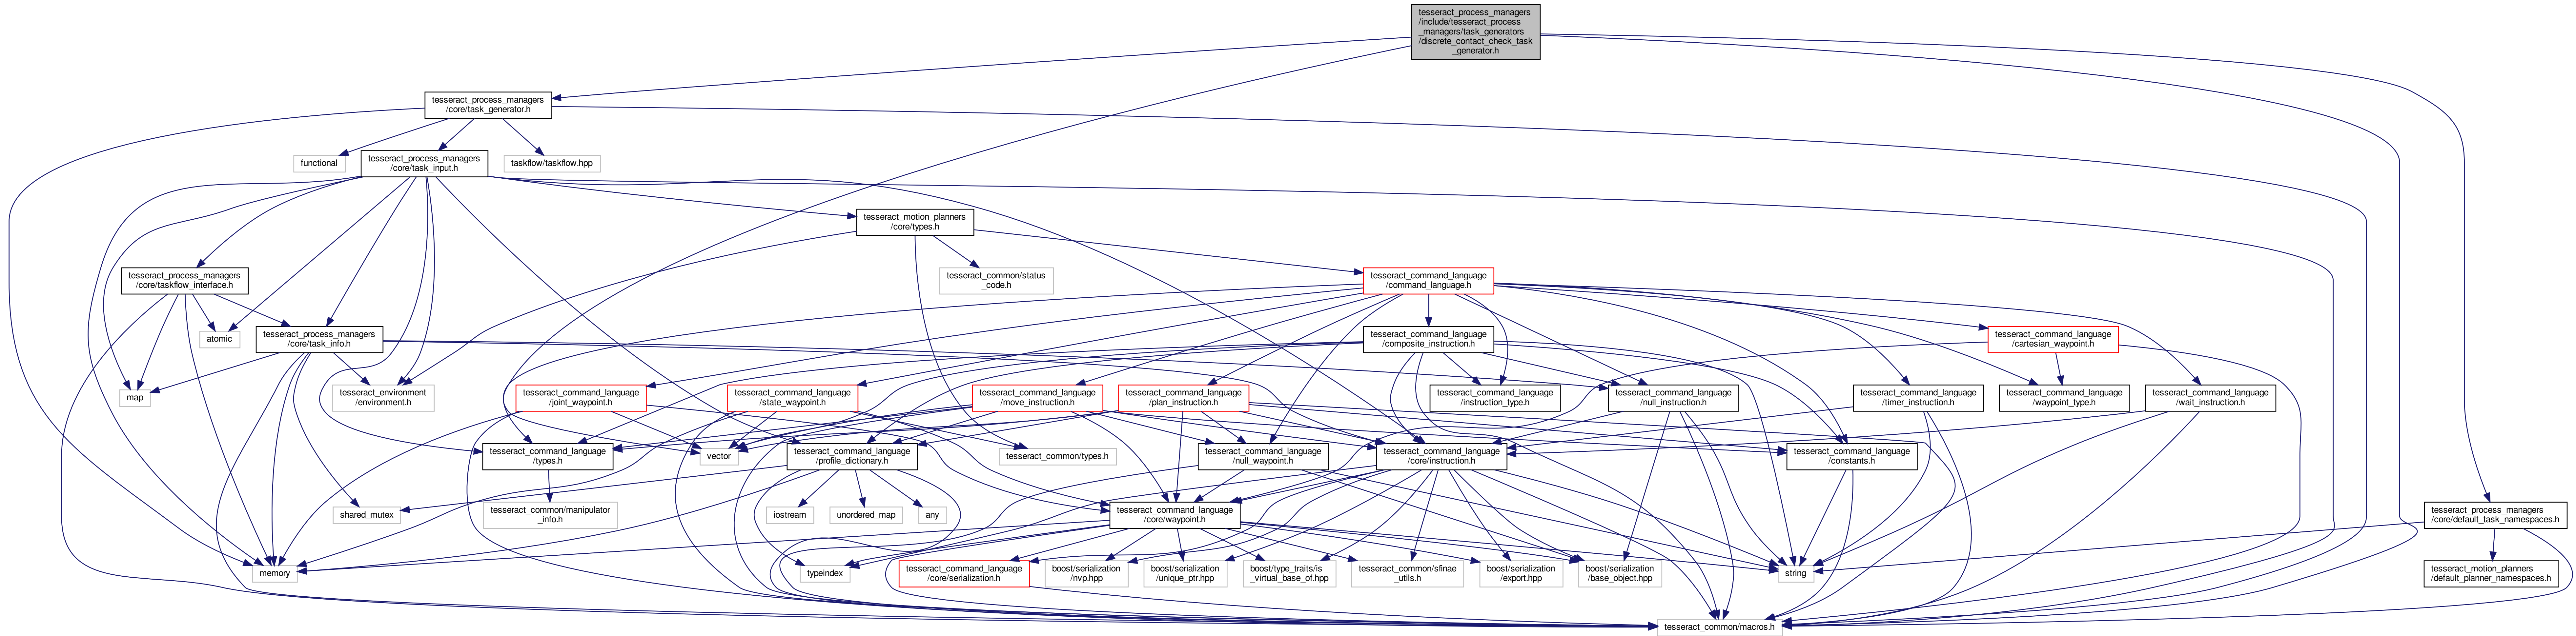 tesseract_process_managers
/include/tesseract_process
_managers/task_generators
/discrete_contact_check_task
_generator.h
tesseract_process_managers
/core/task_generator.h
functional
tesseract_process_managers
/core/task_input.h
taskflow/taskflow.hpp
tesseract_motion_planners
/core/types.h
tesseract_process_managers
/core/taskflow_interface.h
tesseract_common/status
_code.h
tesseract_command_language
/command_language.h
atomic
tesseract_process_managers
/core/task_info.h
tesseract_command_language
/composite_instruction.h
tesseract_command_language
/cartesian_waypoint.h
map
tesseract_environment
/environment.h
tesseract_command_language
/joint_waypoint.h
tesseract_command_language
/state_waypoint.h
tesseract_command_language
/move_instruction.h
tesseract_command_language
/plan_instruction.h
tesseract_command_language
/instruction_type.h
tesseract_command_language
/null_instruction.h
tesseract_command_language
/timer_instruction.h
tesseract_command_language
/waypoint_type.h
tesseract_command_language
/wait_instruction.h
tesseract_command_language
/types.h
vector
tesseract_command_language
/profile_dictionary.h
tesseract_common/types.h
tesseract_command_language
/null_waypoint.h
tesseract_command_language
/core/instruction.h
tesseract_command_language
/constants.h
shared_mutex
tesseract_common/manipulator
_info.h
iostream
unordered_map
any
tesseract_command_language
/core/waypoint.h
tesseract_process_managers
/core/default_task_namespaces.h
memory
typeindex
tesseract_command_language
/core/serialization.h
boost/serialization
/nvp.hpp
boost/serialization
/unique_ptr.hpp
boost/type_traits/is
_virtual_base_of.hpp
tesseract_common/sfinae
_utils.h
boost/serialization
/export.hpp
boost/serialization
/base_object.hpp
string
tesseract_motion_planners
/default_planner_namespaces.h
tesseract_common/macros.h